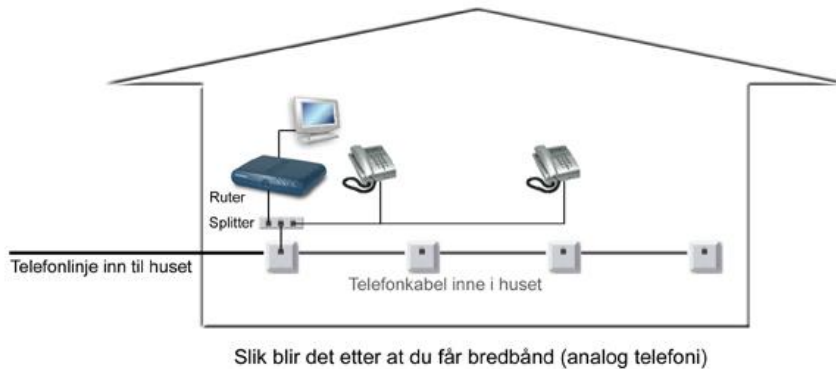 Ruter
Splitter
Telefonlinje inn til huset
Telefonkabel inne i huset
Slik blir det etter at du får bredbånd (analog telefoni)